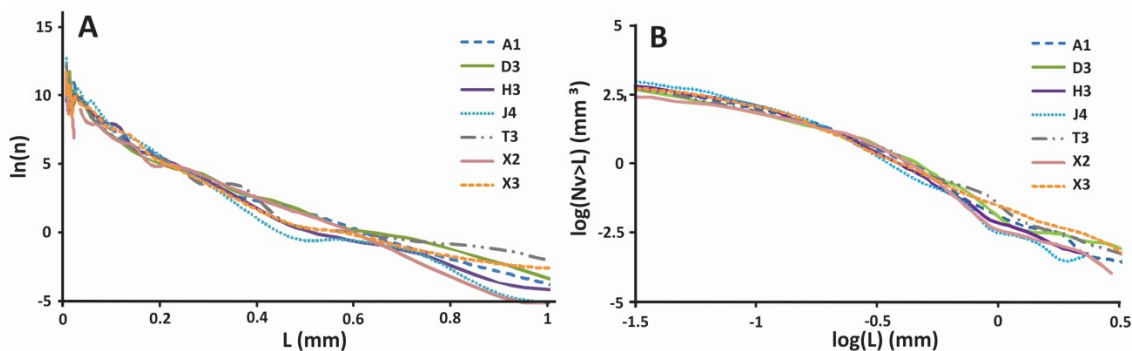 A
15
10
5
0
-5
ln(n)
0
0.2
0.4
0.6
0.8
1
L (mm)
A1
D3
H3
J4
T3
X2
X3
B
5
2.5
0
-2.5
-5
log(Nv>L) (mm ³)
-1.5
-1
-0.5
0
0.5
log(L) (mm)
A1
D3
H3
J4
T3
X2
X3